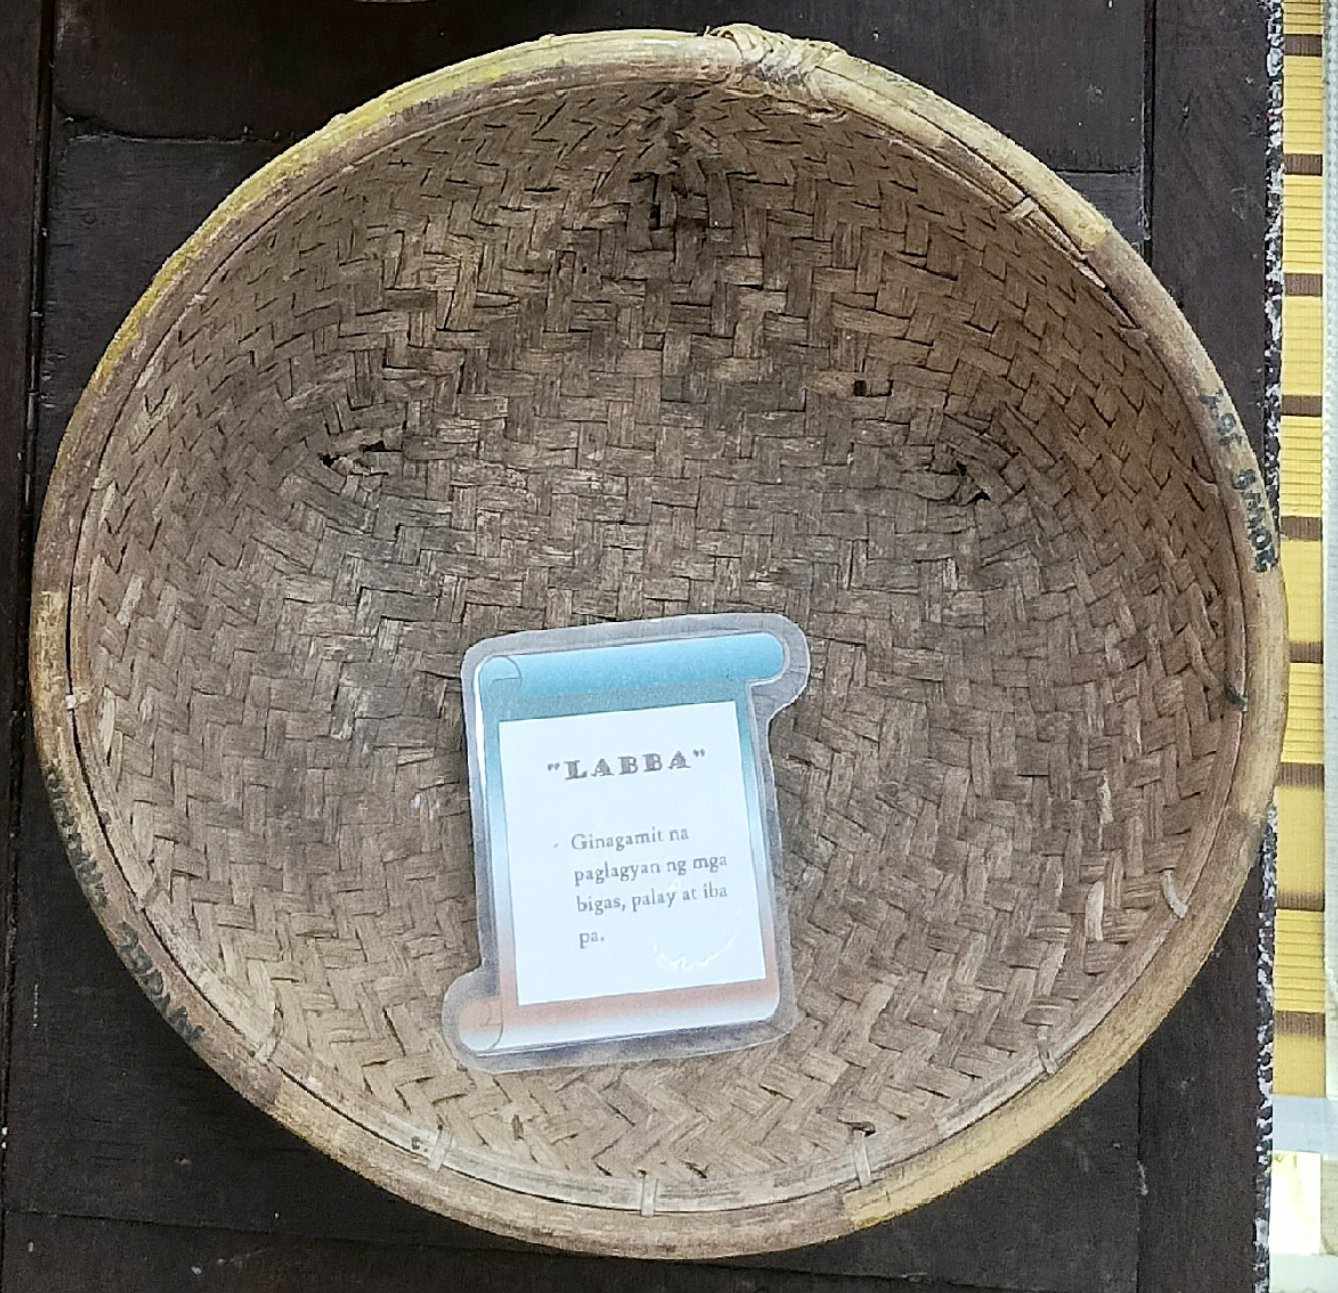 "LABBA"
Ginagamit na
paglagyan ng mga
bigas, palay at iba
pa.